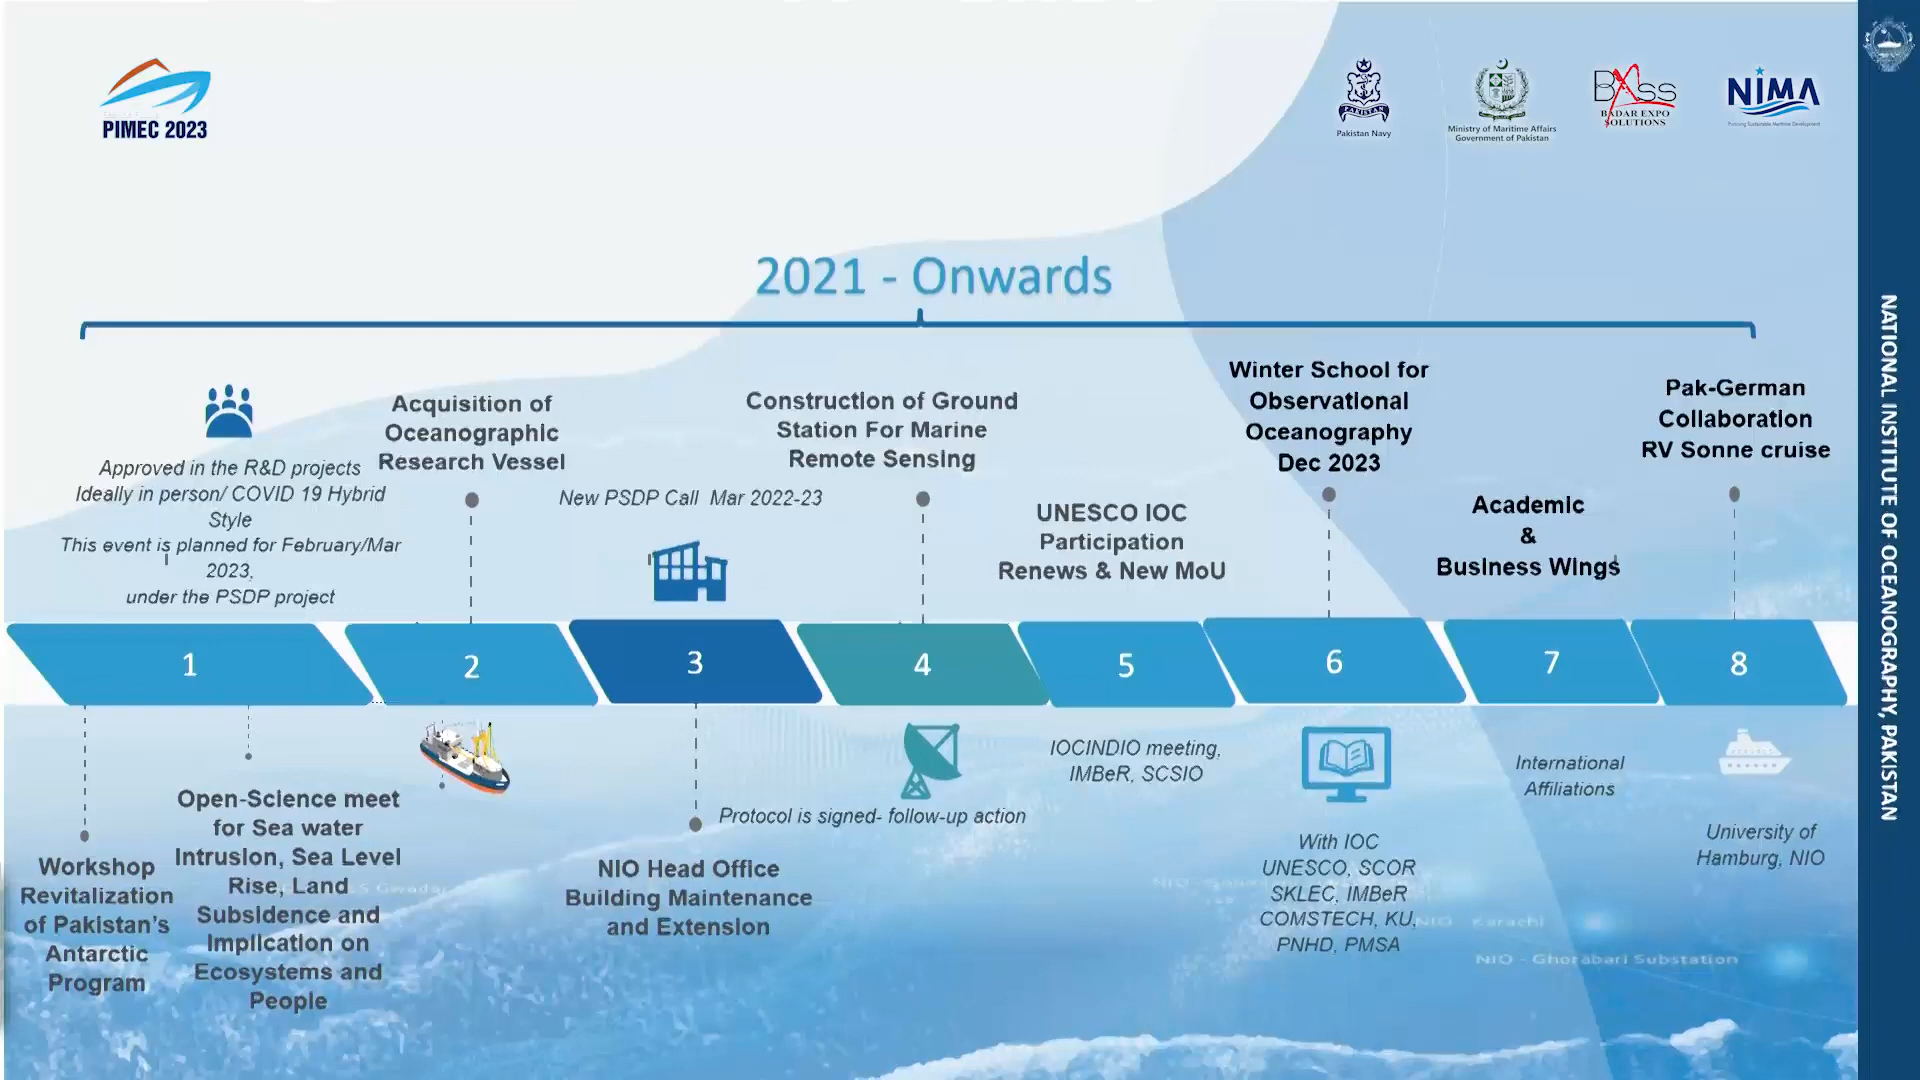 PIMEC 2023
PAKISTAN
Pakistan Navy
Ministry of Maritime Affairs
Government of Pakistan
BXss
BADAR EXPO
SOLUTIONS
NIMA
2021 - Onwards
Approved in the R&D projects
Ideally in person/ COVID 19 Hybrid
Style
This event is planned for February/Mar
2023,
under the PSDP project
Acquisition of
Oceanographic
Research Vessel
New PSDP Call Mar 2022-23
Construction of Ground
Station For Marine
Remote Sensing
UNESCO IOC
Participation
Renews & New MoU
Winter School for
Observational
Oceanography
Dec 2023
Academic
&
Business Wings
Pak-German
Collaboration
RV Sonne cruise
1
2
3
4
5
6
7
8
Workshop
Revitalization
of Pakistan's
Antarctic
Program
Open-Science meet
for Sea water
Intrusion, Sea Level
Rise, Land
Subsidence and
Implication on
Ecosystems and
People
NIO Head Office
Building Maintenance
and Extension
Protocol is signed- follow-up action
IOCINDIO meeting,
IMBeR, SCSIO
With IOC
UNESCO, SCOR
SKLEC, IMBeR
COMSTECH, KU,
PNHD, PMSA
International
Affiliations
University of
Hamburg, NIO
Gwadar
NIO - Karachi
NIO - Ghorabari Substation
NATIONAL INSTITUTE OF OCEANOGRAPHY, PAKISTAN